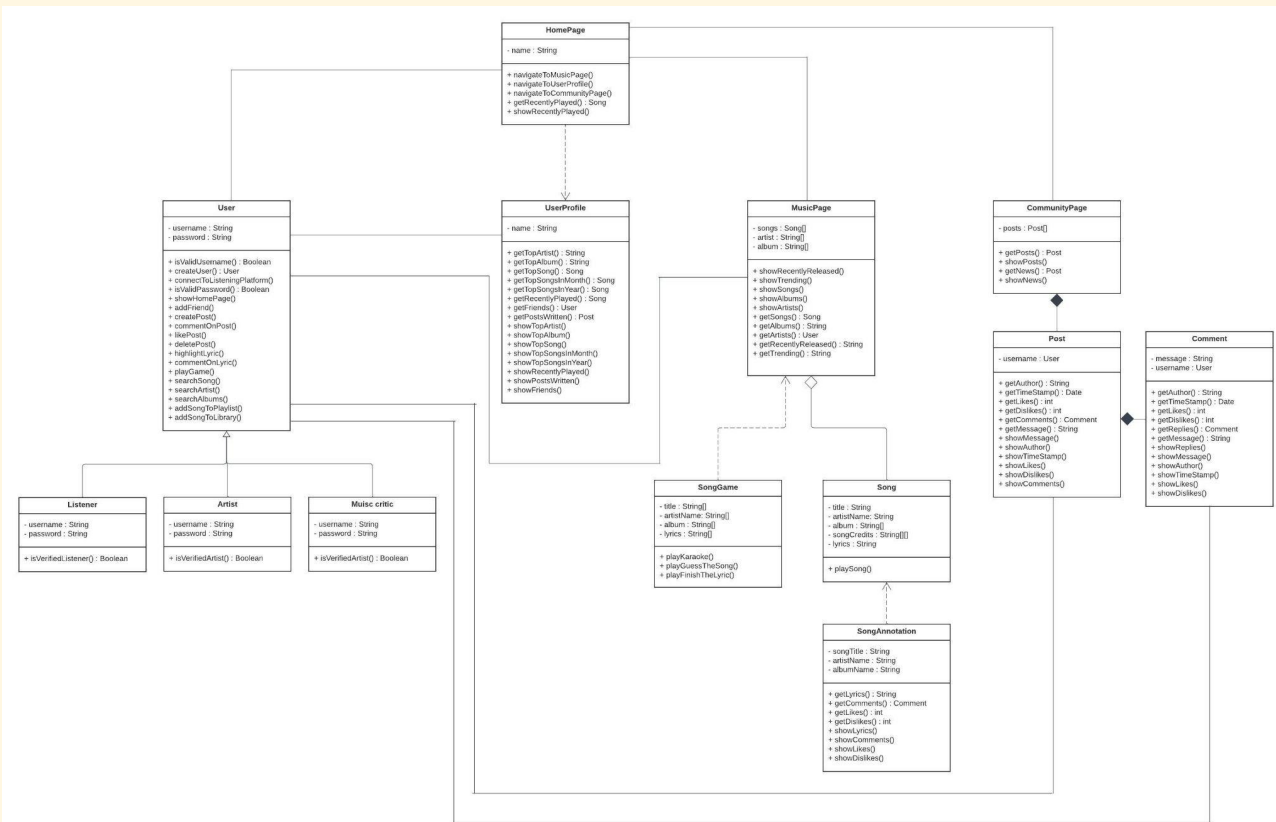 HomePage
- name : String
+ navigateToMusicPage()
+ navigateToUserProfile()
+ navigateToCommunityPage()
+ getRecentlyPlayed() : Song
+ showRecentlyPlayed()
User
- username : String
- password : String
+ isValidUsername() : Boolean
+ createUser() : User
+ connectToListeningPlatform()
+ isValidPassword() : Boolean
+ showHomePage()
+ addFriend()
+ createPost()
+ commentOnPost()
+ likePost()
+ deletePost()
+ highlightLyric()
+ commentOnLyric()
+ playGame()
+ searchSong()
+ searchArtist()
+ searchAlbums()
+ addSongToPlaylist()
+ addSongToLibrary()
UserProfile
- name : String
+ getTopArtist() : String
+ getTopAlbum() : String
+ getTopSong() : Song
+ getTopSongsInMonth() : Song
+ getTopSongsInYear() : Song
+ getRecentlyPlayed() : Song
+ getFriends() : User
+ getPostsWritten() : Post
+ showTopArtist()
+ showTopAlbum()
+ showTopSong()
+ showTopSongsInMonth()
+ showTopSongsInYear()
+ showRecentlyPlayed()
+ showPostsWritten()
+ showFriends()
MusicPage
- songs : Song[]
- artist : String[]
- album : String[]
+ showRecentlyReleased()
+ showTrending()
+ showSongs()
+ showAlbums()
+ showArtists()
+ getSongs() : Song
+ getAlbums() : String
+ getArtists() : User
+ getRecentlyReleased() : String
+ getTrending() : String
CommunityPage
- posts : Post[]
+ getPosts() : Post
+ showPosts()
+ getNews() : Post
+ showNews()
Post
- username : User
+ getAuthor() : String
+ getTimeStamp() : Date
+ getLikes() : int
+ getDislikes() : int
+ getComments() : Comment
+ getMessage() : String
+ showMessage()
+ showAuthor()
+ showTimeStamp()
+ showLikes()
+ showDislikes()
+ showComments()
Comment
- message : String
- username : User
+ getAuthor() : String
+ getTimeStamp() : Date
+ getLikes() : int
+ getDislikes() : int
+ getReplies() : Comment
+ getMessage() : String
+ showReplies()
+ showMessage()
+ showAuthor()
+ showTimeStamp()
+ showLikes()
+ showDislikes()
Listener
- username : String
- password : String
+ isVerifiedListener() : Boolean
Artist
- username : String
- password : String
+ isVerifiedArtist() : Boolean
Muisc critic
- username : String
- password : String
+ isVerifiedArtist() : Boolean
SongGame
- title : String[]
- artistName: String[]
- album : String[]
- lyrics : String[]
+ playKaraoke()
+ playGuessTheSong()
+ playFinishTheLyric()
Song
- title : String
- artistName: String
- album : String[]
- songCredits : String[][]
- lyrics : String
+ playSong()
SongAnnotation
- songTitle : String
- artistName : String
- albumName : String
+ getLyrics() : String
+ getComments() : Comment
+ getLikes() : int
+ getDislikes() : int
+ showLyrics()
+ showComments()
+ showLikes()
+ showDislikes()